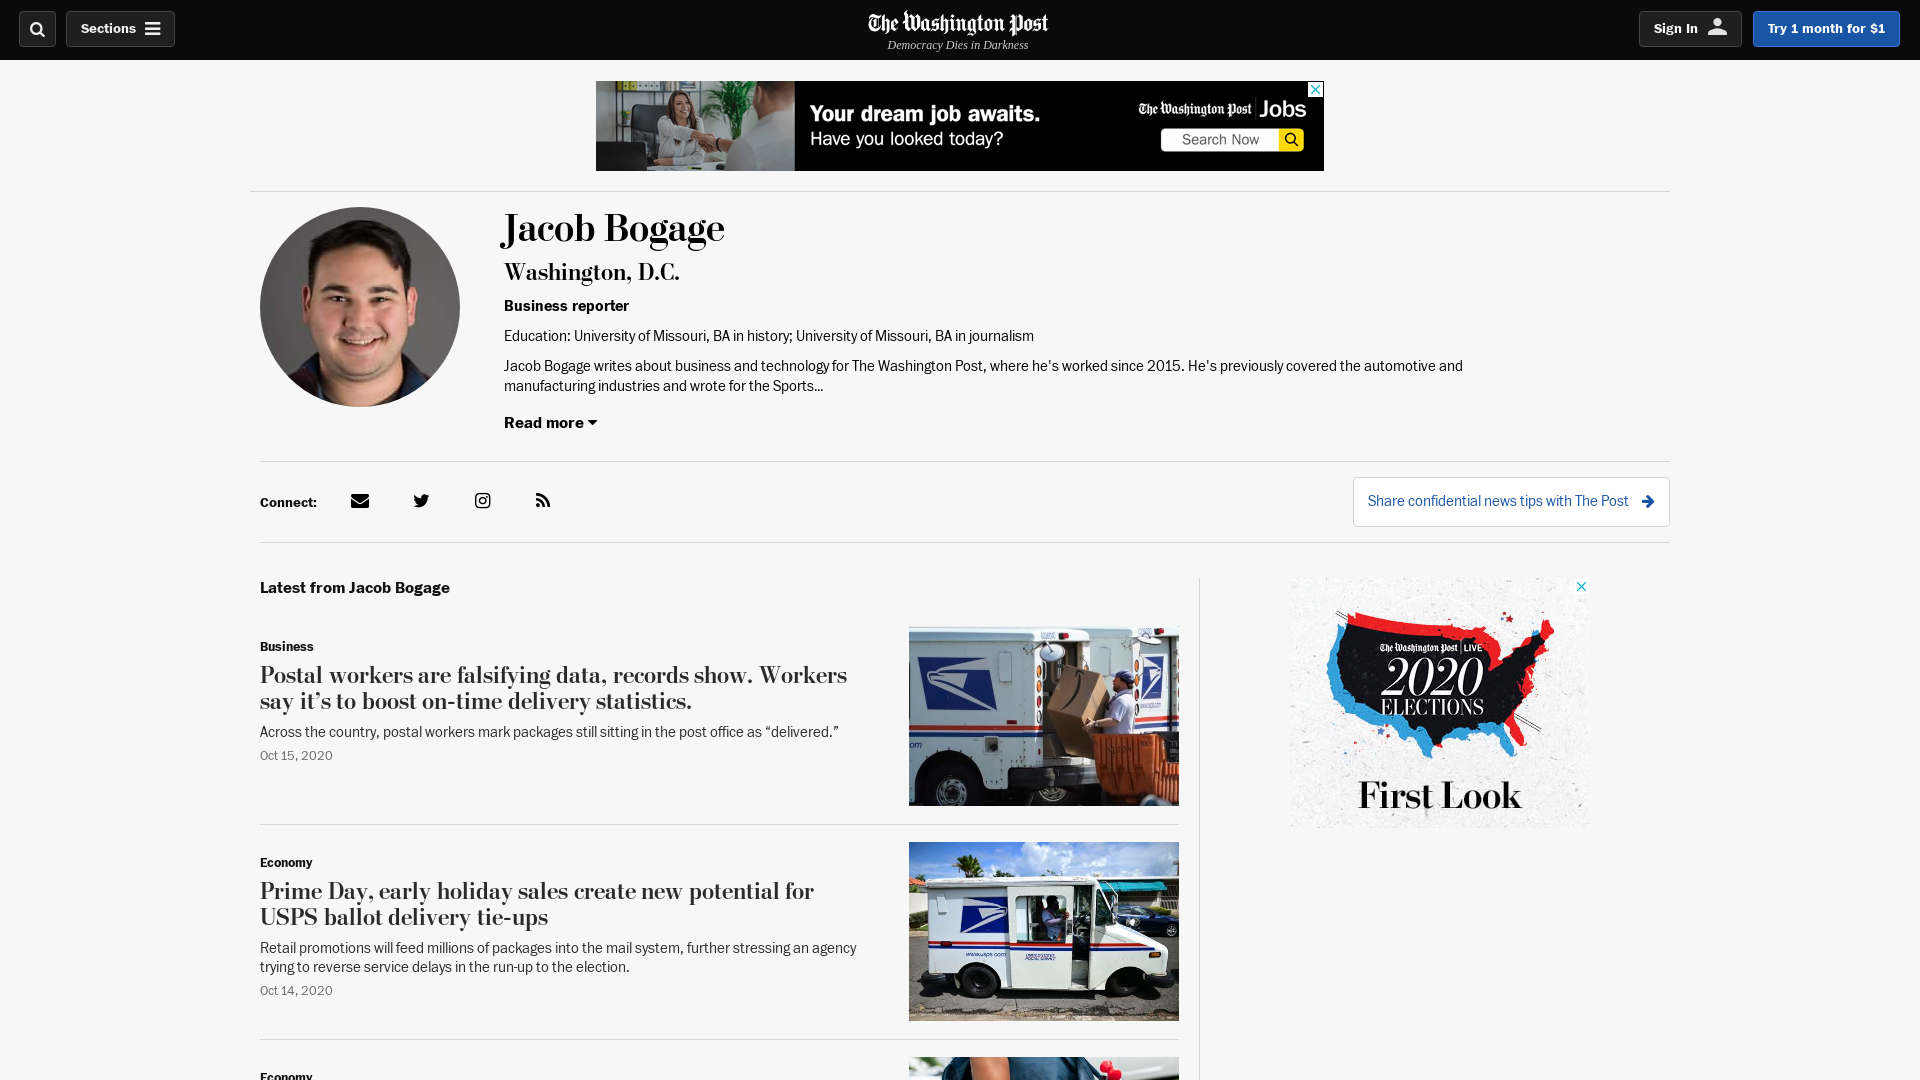 Sections
The Washington Post
Democracy Dies in Darkness
Sign In
Try 1 month for $1
Your dream job awaits.
Have you looked today?
The Washington Post Jobs
Search Now
Jacob Bogage
Washington, D.C.
Business reporter
Education: University of Missouri, BA in history; University of Missouri, BA in journalism
Jacob Bogage writes about business and technology for The Washington Post, where he's worked since 2015. He's previously covered the automotive and
manufacturing industries and wrote for the Sports...
Read more
Connect:
Share confidential news tips with The Post
Latest from Jacob Bogage
Business
Postal workers are falsifying data, records show. Workers
say it’s to boost on-time delivery statistics.
Across the country, postal workers mark packages still sitting in the post office as “delivered.”
Oct 15, 2020
The Washington Post LIVE
2020
ELECTIONS
First Look
Economy
Prime Day, early holiday sales create new potential for
USPS ballot delivery tie-ups
Retail promotions will feed millions of packages into the mail system, further stressing an agency
trying to reverse service delays in the run-up to the election.
Oct 14, 2020
www.usps.com
UNITED STATES
POSTAL SERVICE
Economy